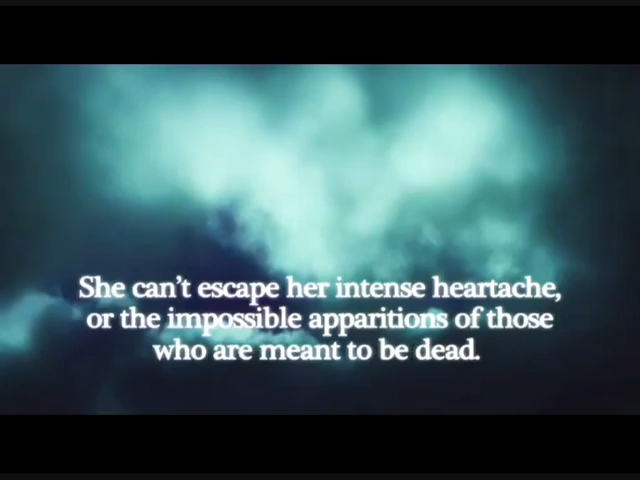 She can't escape her intense heartache,
or the impossible apparitions of those
who are meant to be dead.